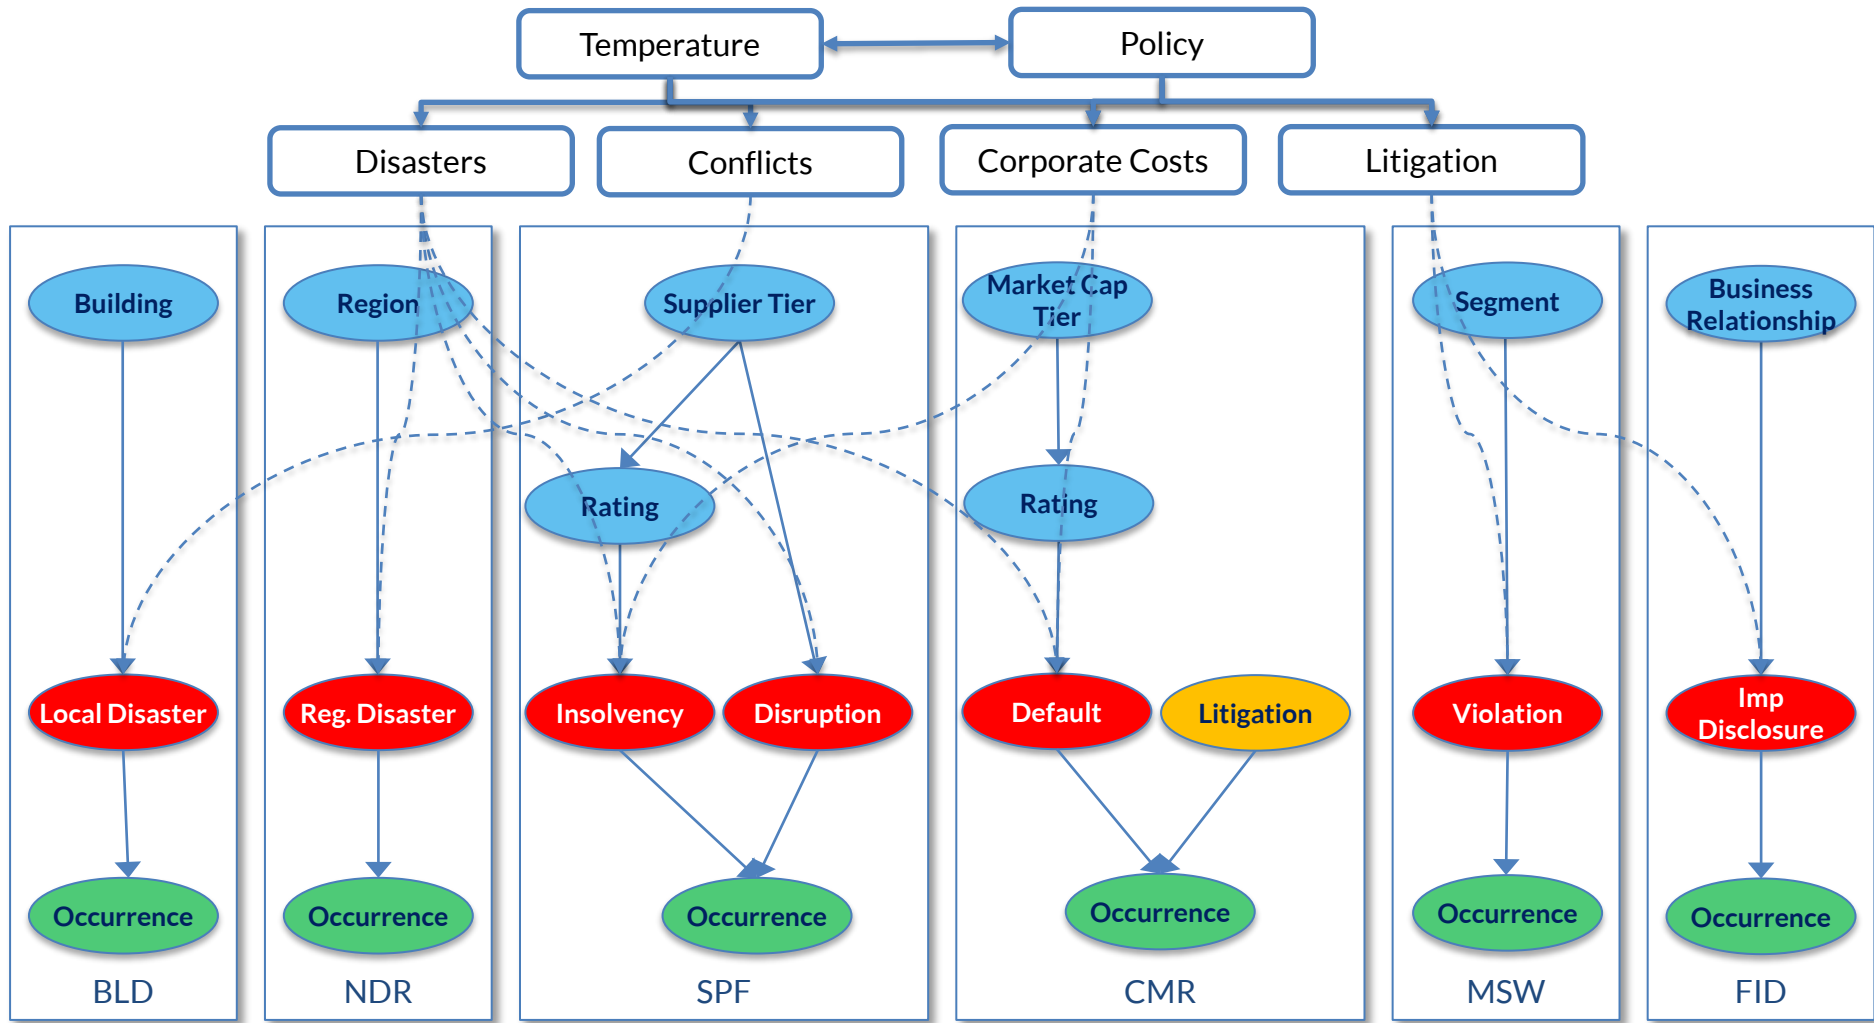 Temperature
Policy
Disasters
Conflicts
Corporate Costs
Litigation
Building
Region
Supplier Tier
Market Cap
Tier
Segment
Business
Relationship
Rating
Rating
Local Disaster
Reg. Disaster
Insolvency
Disruption
Default
Litigation
Violation
Imp
Disclosure
Occurrence
Occurrence
Occurrence
Occurrence
Occurrence
Occurrence
BLD
NDR
SPF
CMR
MSW
FID